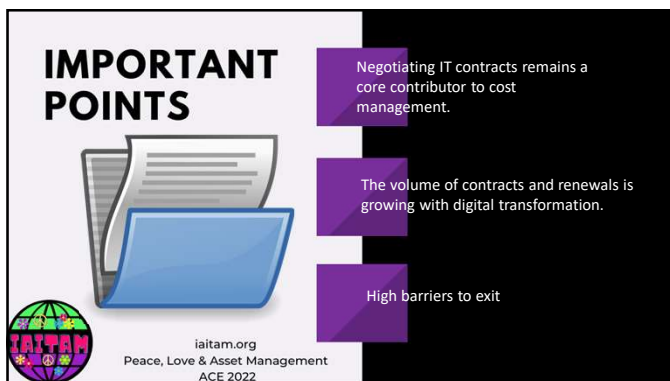 IMPORTANT
POINTS
Negotiating IT contracts remains a
core contributor to cost
management.
The volume of contracts and renewals is
growing with digital transformation.
High barriers to exit
IAITAM
iaitam.org
Peace, Love & Asset Management
ACE 2022